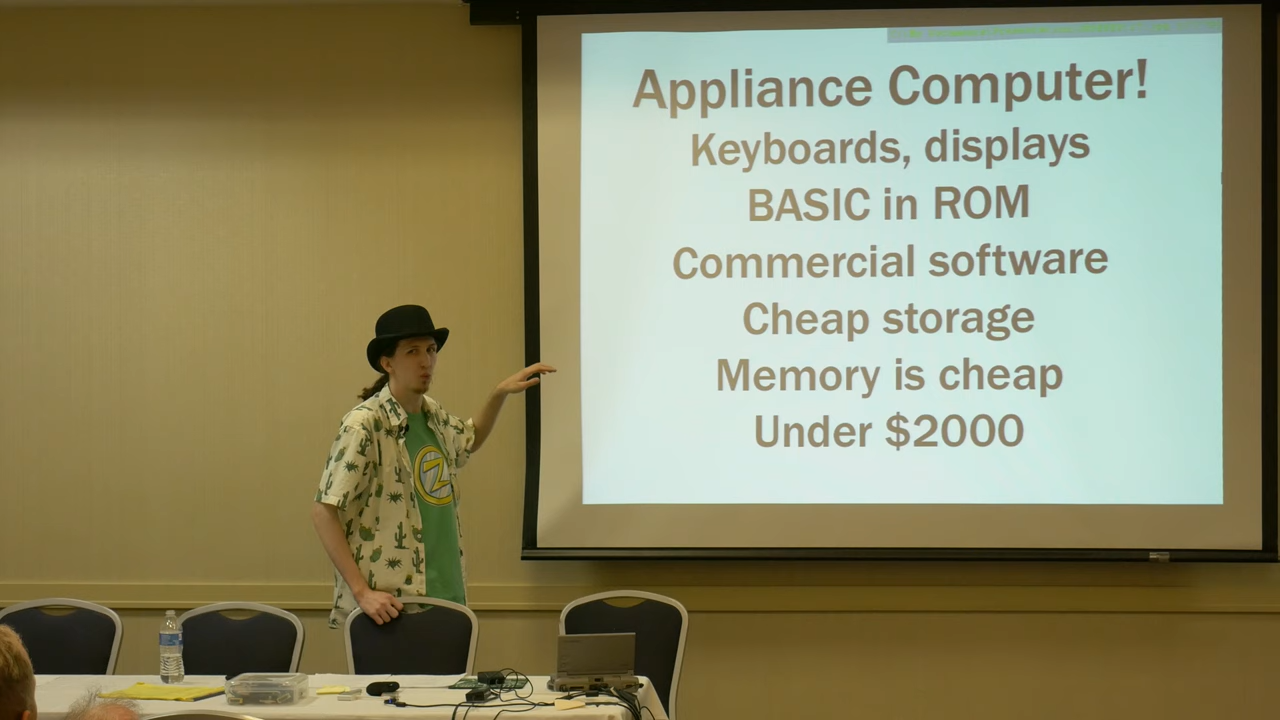 Appliance Computer!
Keyboards, displays
BASIC in ROM
Commercial software
Cheap storage
Memory is cheap
Under $2000
Z